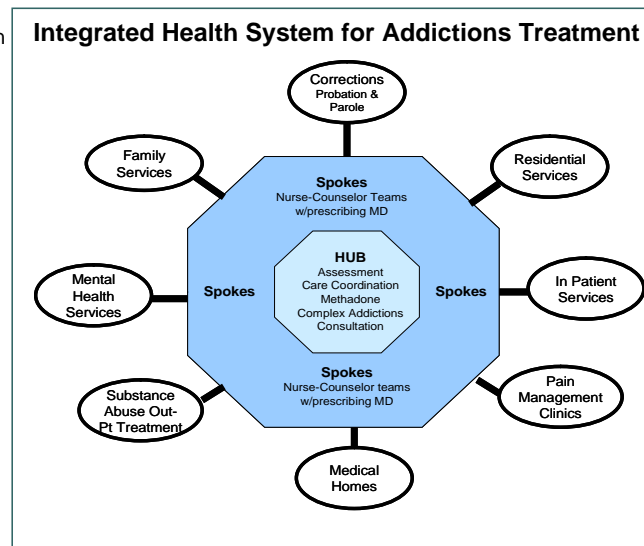 n
Integrated Health System for Addictions Treatment
Corrections
Probation &
Parole
Family
Services
Residential
Services
Spokes
Nurse-Counselor Teams
w/prescribing MD
HUB
Assessment
Care Coordination
Methadone
Complex Addictions
Consultation
Mental
Health
Services
Spokes
Spokes
In Patient
Services
Spokes
Nurse-Counselor teams
w/prescribing MD
Substance
Abuse Out-
Pt Treatment
Pain
Management
Clinics
Medical
Homes